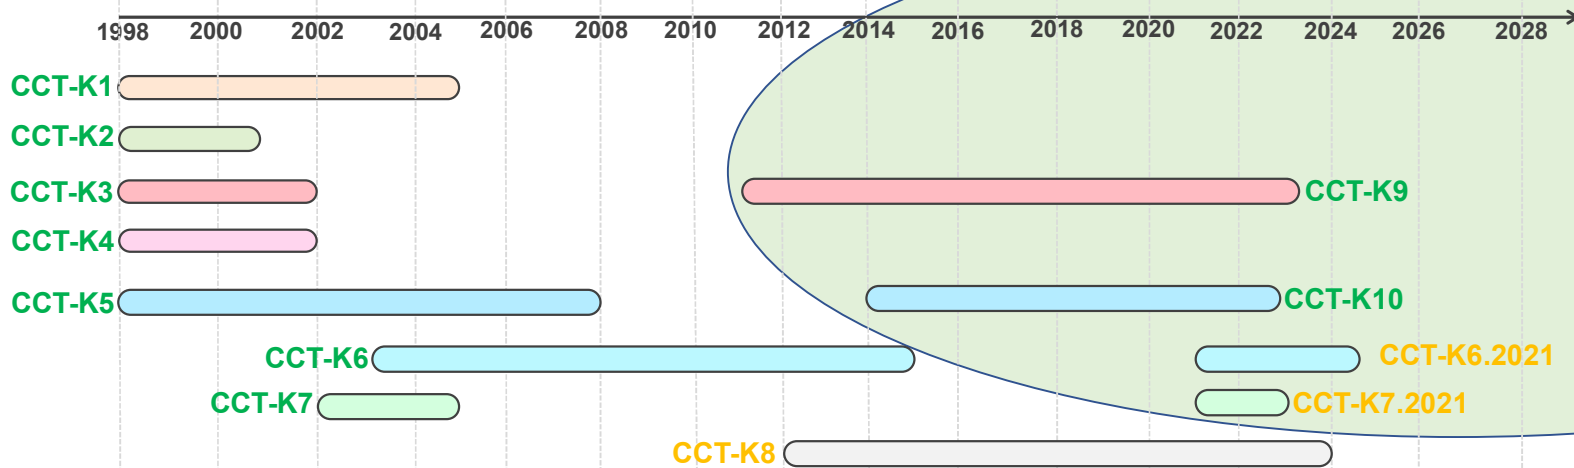 1998 2000 2002 2004 2006 2008 2010 2012 2014 2016 2018 2020 2022 2024 2026 2028
CCT-K1
CCT-K2
CCT-K3 CCT-K9
CCT-K4
CCT-K5 CCT-K10
CCT-K6 CCT-K6.2021
CCT-K7 CCT-K7.2021
CCT-K8